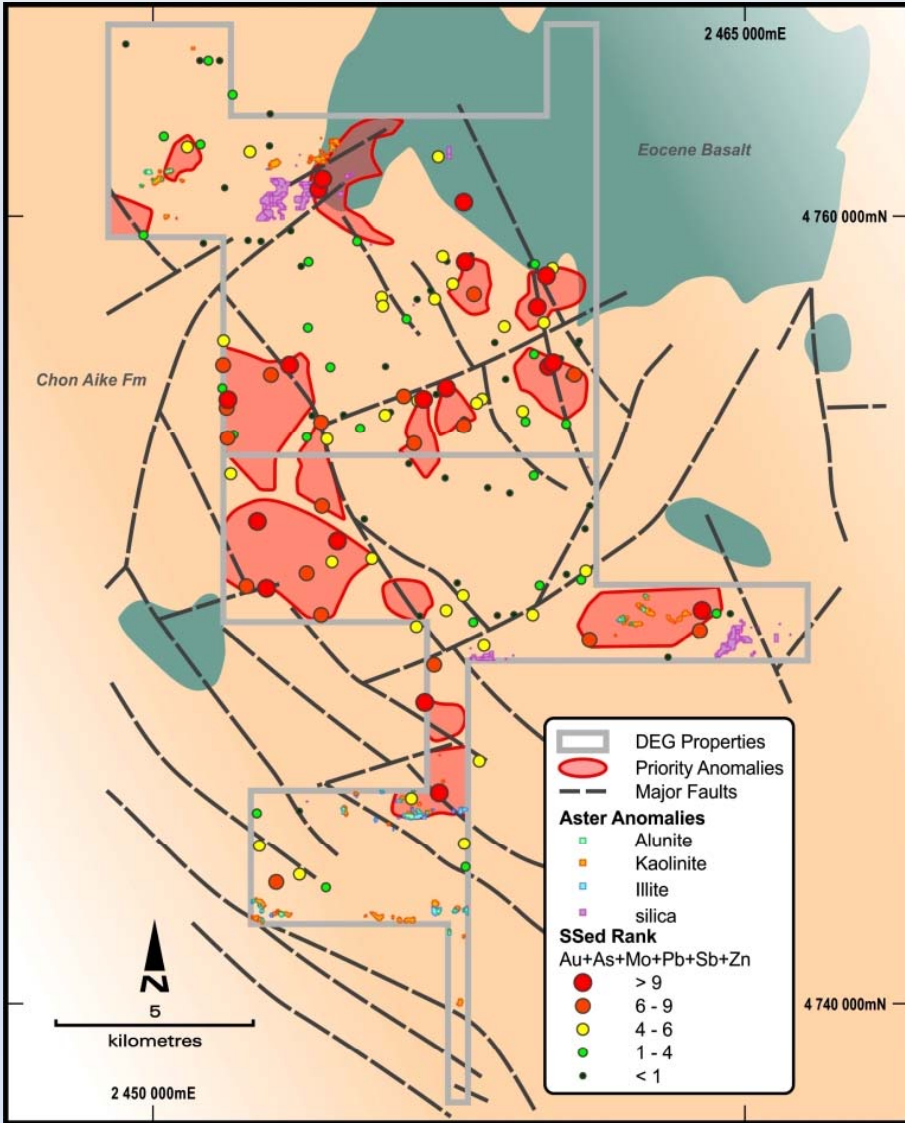 2 465 000mE
Eocene Basalt
4 760 000mN
Chon Aike Fm
DEG Properties
Priority Anomalies
Major Faults
Aster Anomalies
Alunite
Kaolinite
Illite
silica
SSed Rank
Au+As+Mo+Pb+Sb+Zn
> 9
6 - 9
4 - 6
1 - 4
< 1
N
5
kilometres
4 740 000mN
2 450 000mE